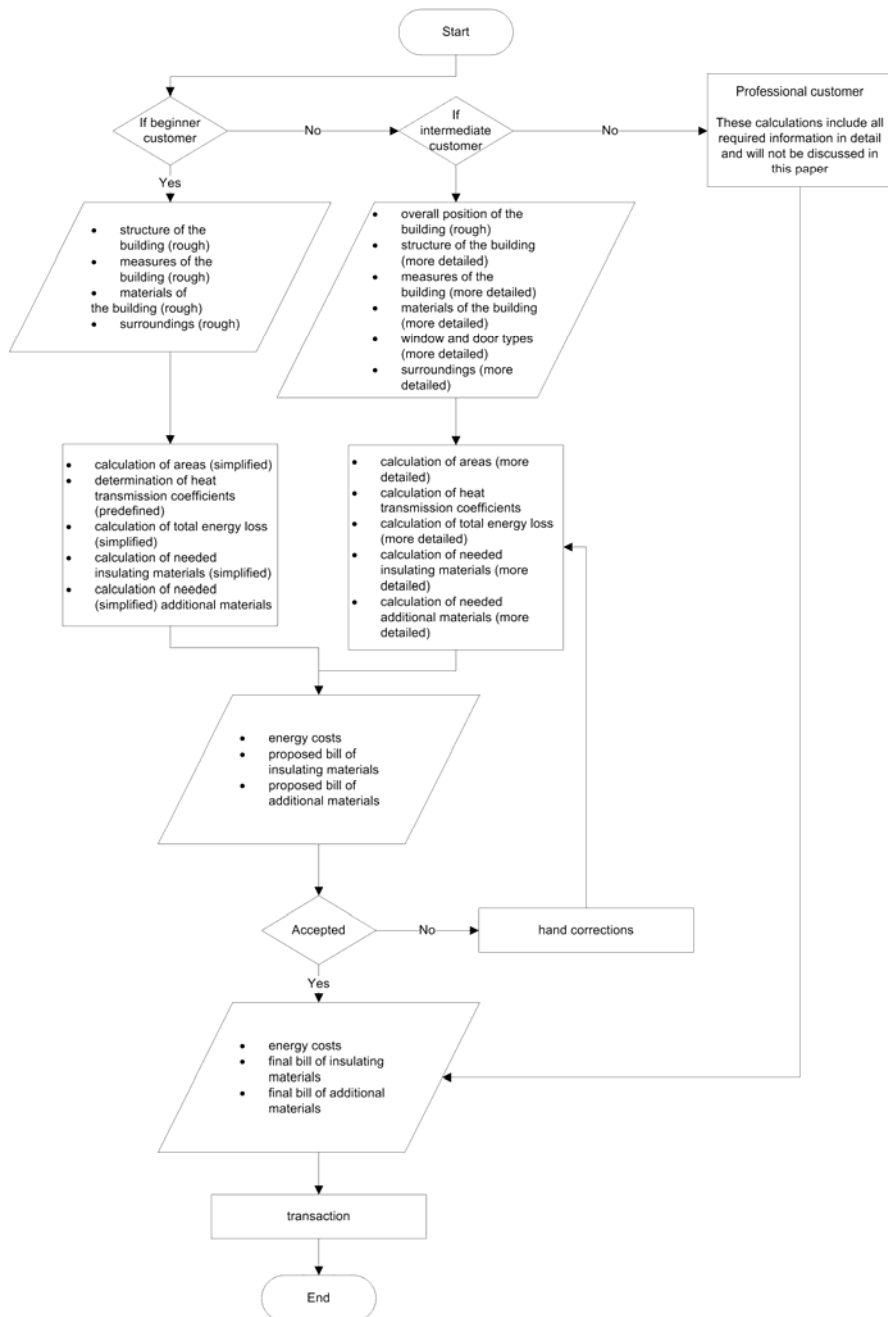 Start
If beginner
customer
No
If
intermediate
customer
No
Professional customer
These calculations include all
required information in detail
and will not be discussed in
this paper
Yes
• structure of the
building (rough)
• measures of the
building (rough)
• materials of
the building (rough)
• surroundings (rough)
• overall position of the
building (rough)
• structure of the building
(more detailed)
• measures of the
building (more detailed)
• materials of the building
(more detailed)
• window and door types
(more detailed)
• surroundings (more
detailed)
• calculation of areas (simplified)
• determination of heat
transmission coefficients
(predefined)
• calculation of total energy loss
(simplified)
• calculation of needed
insulating materials (simplified)
• calculation of needed
(simplified) additional materials
• calculation of areas (more
detailed)
• calculation of heat
transmission coefficients
• calculation of total energy loss
(more detailed)
• calculation of needed
insulating materials (more
detailed)
• calculation of needed
additional materials (more
detailed)
• energy costs
• proposed bill of
insulating materials
• proposed bill of
additional materials
Accepted
No
hand corrections
Yes
• energy costs
• final bill of insulating
materials
• final bill of additional
materials
transaction
End